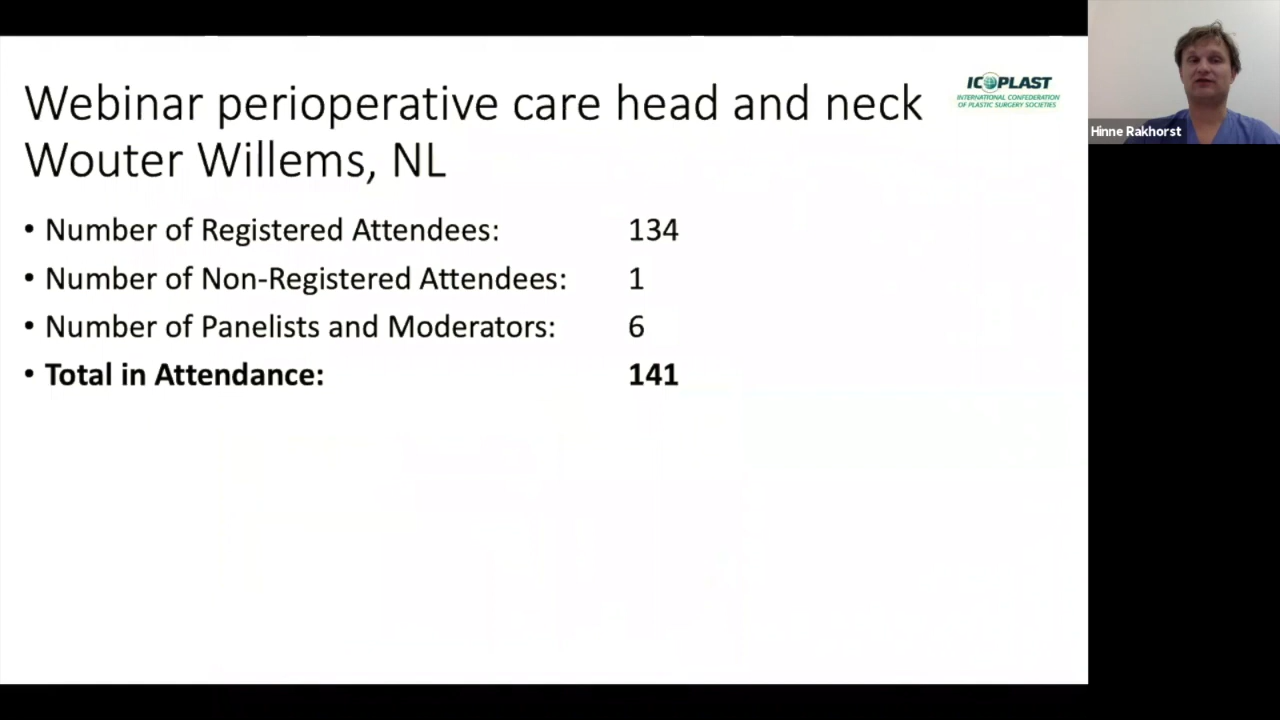 Webinar perioperative care head and neck
Wouter Willems, NL
ICOPLAST
INTERNATIONAL CONFEDERATION
OF PLASTIC SURGERY SOCIETIES
• Number of Registered Attendees: 134
• Number of Non-Registered Attendees: 1
• Number of Panelists and Moderators: 6
• Total in Attendance: 141
Hinne Rakhorst